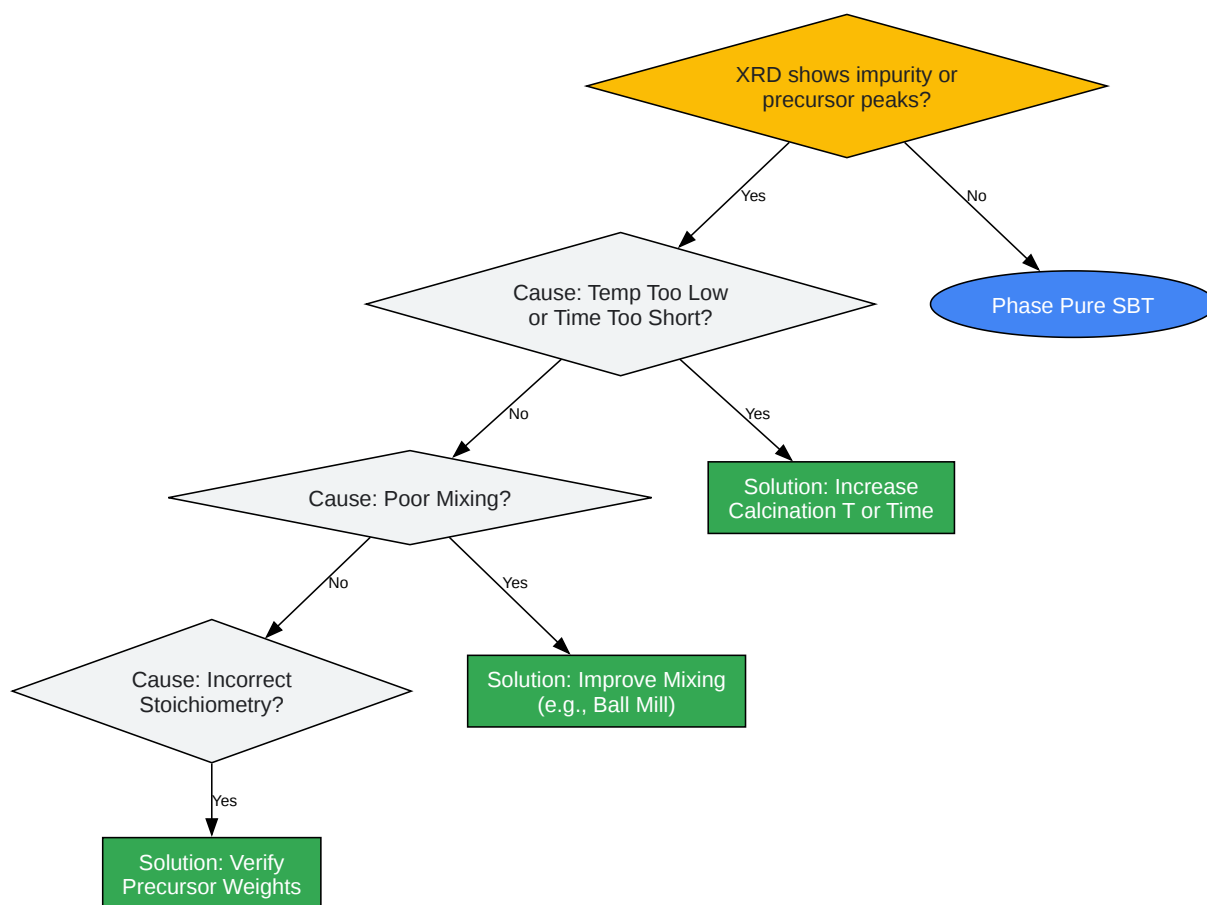 XRD shows impurity or
precursor peaks?
Yes
No
Cause: Temp Too Low
or Time Too Short?
Phase Pure SBT
No
Yes
Cause: Poor Mixing?
Solution: Increase
Calcination T or Time
No
Yes
Cause: Incorrect
Stoichiometry?
Solution: Improve Mixing
(e.g., Ball Mill)
Yes
Solution: Verify
Precursor Weights